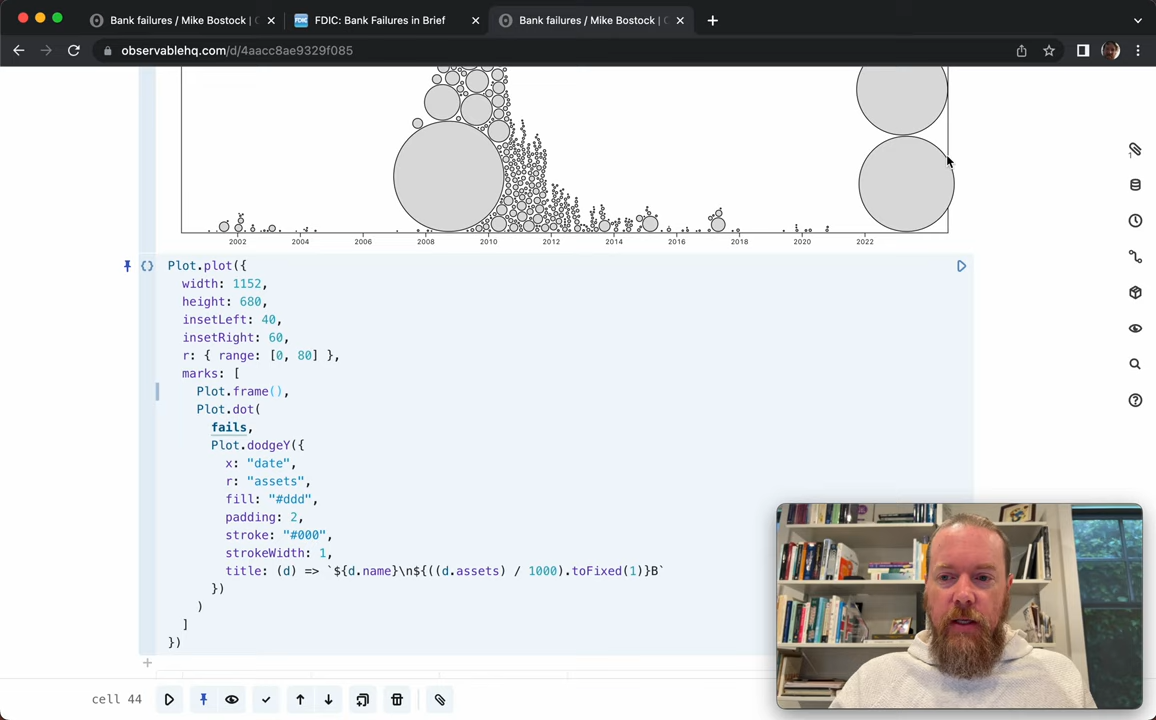 Bank failures / Mike Bostock |
FDIC: Bank Failures in Brief
Bank failures / Mike Bostock |
observablehq.com/d/4aacc8ae9329f085
2002 2004 2006 2008 2010 2012 2014 2016 2018 2020 2022
Plot.plot({
width: 1152,
height: 680,
insetLeft: 40,
insetRight: 60,
r: { range: [0, 80] },
marks: [
Plot.frame(),
Plot.dot(
fails,
Plot.dodgeY({
x: "date",
r: "assets",
fill: "#ddd",
padding: 2,
stroke: "#000",
strokeWidth: 1,
title: (d) => `${d.name}\n${((d.assets) / 1000).toFixed(1)}B`
})
)
]
})
cell 44